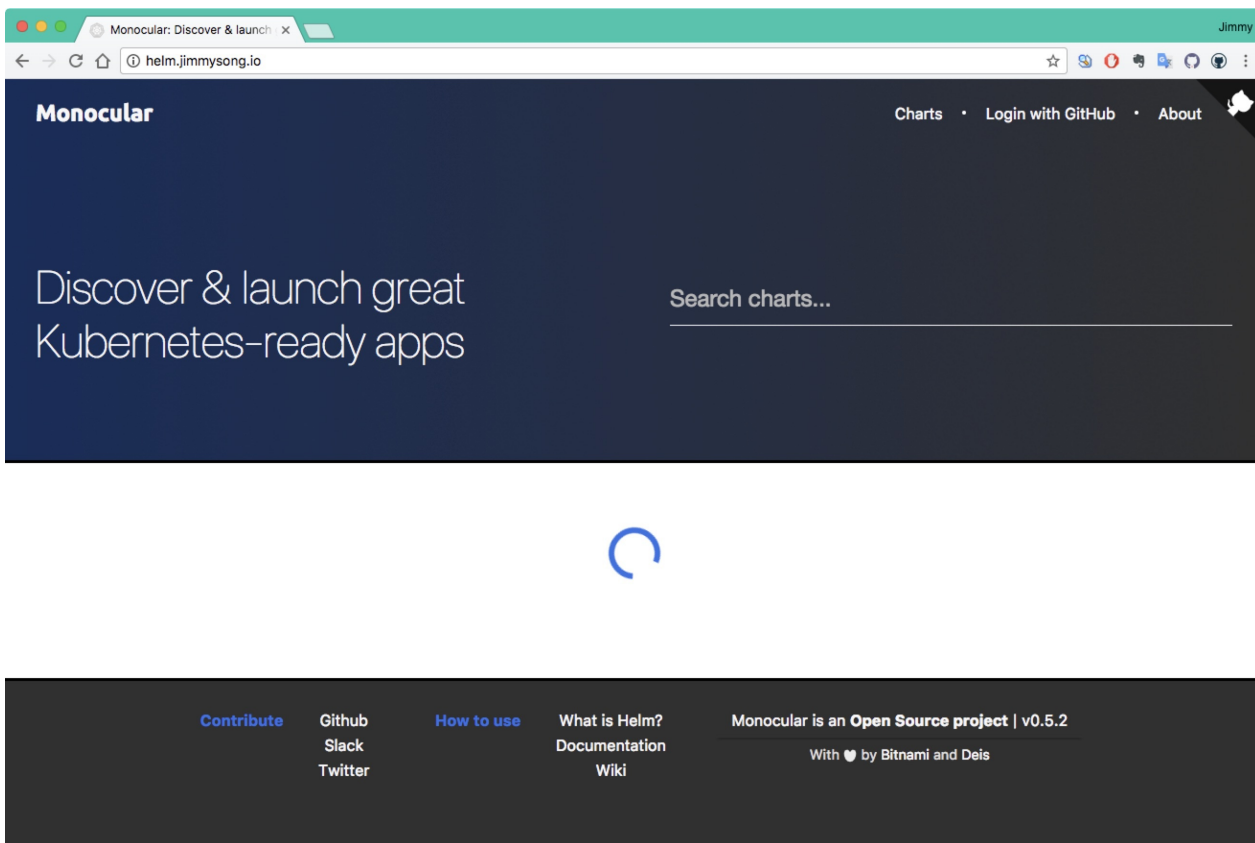 Monocular: Discover & launch
Jimmy
helm.jimmysong.io
Monocular
Charts • Login with GitHub • About
Discover & launch great
Kubernetes-ready apps
Search charts...
Contribute
Github
Slack
Twitter
How to use
What is Helm?
Documentation
Wiki
Monocular is an Open Source project | v0.5.2
With by Bitnami and Deis